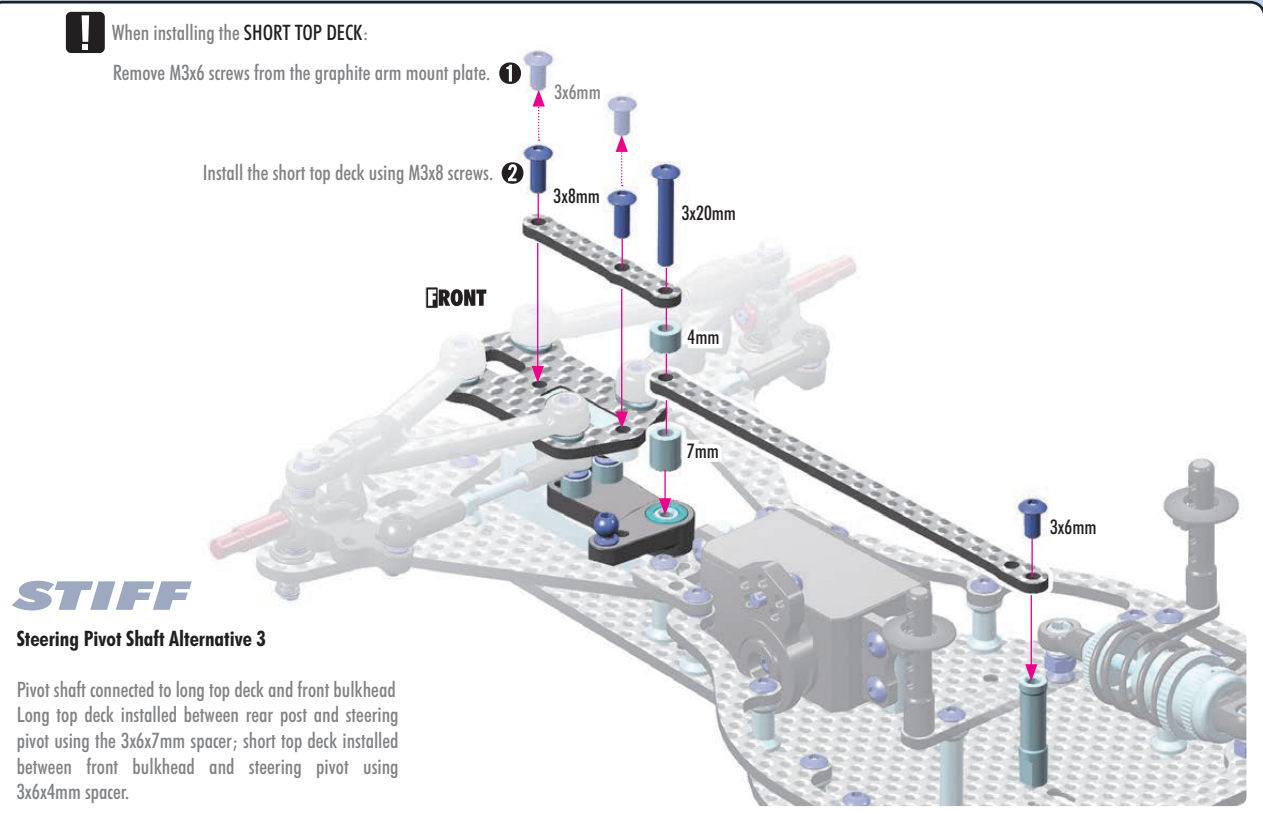 When installing the SHORT TOP DECK:
Remove M3x6 screws from the graphite arm mount plate. 1
3x6mm
Install the short top deck using M3x8 screws. 2
3x8mm
3x20mm
FRONT
4mm
7mm
3x6mm
STIFF
Steering Pivot Shaft Alternative 3
Pivot shaft connected to long top deck and front bulkhead
Long top deck installed between rear post and steering
pivot using the 3x6x7mm spacer; short top deck installed
between front bulkhead and steering pivot using
3x6x4mm spacer.